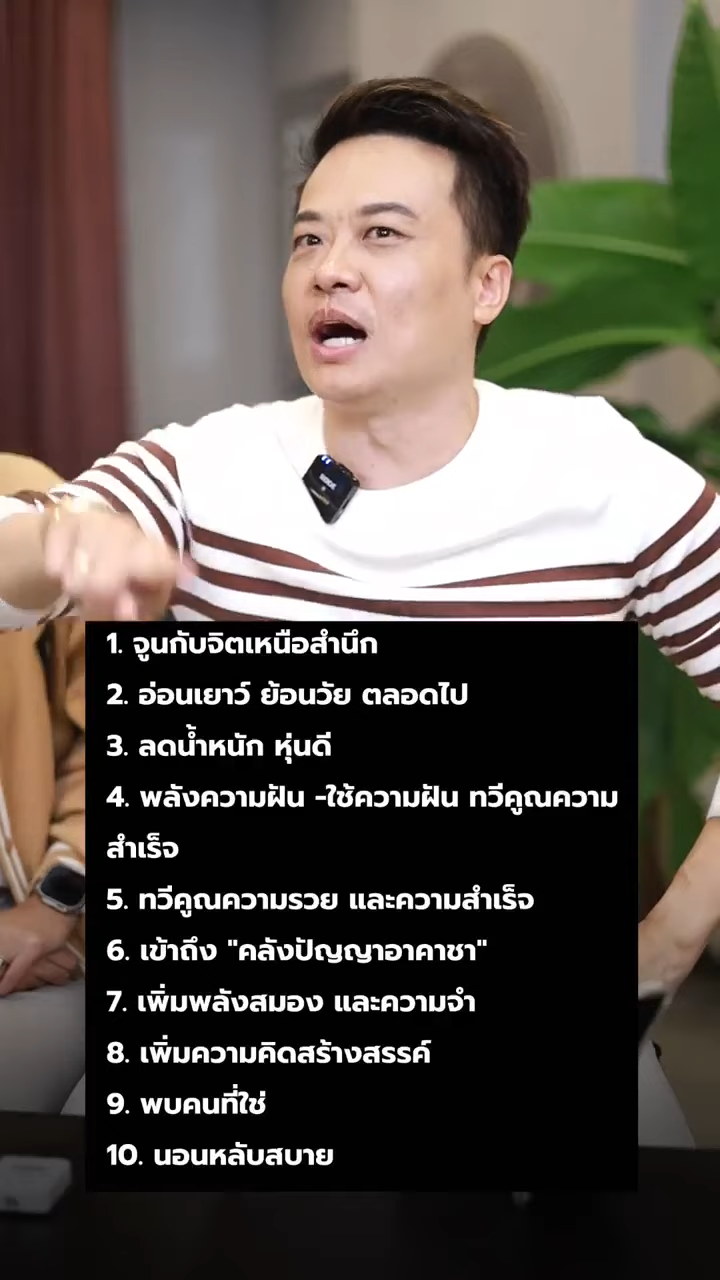 1. จูนกับจิตเหนือสำนึก
2. อ่อนเยาว์ ย้อนวัย ตลอดไป
3. ลดน้ำหนัก หุ่นดี
4. พลังความฝัน -ใช้ความฝัน ทวีคูณความ
สำเร็จ
5. ทวีคูณความรวย และความสำเร็จ
6. เข้าถึง "คลังปัญญาอาคาชา"
7. เพิ่มพลังสมอง และความจำ
8. เพิ่มความคิดสร้างสรรค์
9. พบคนที่ใช่
10. นอนหลับสบาย